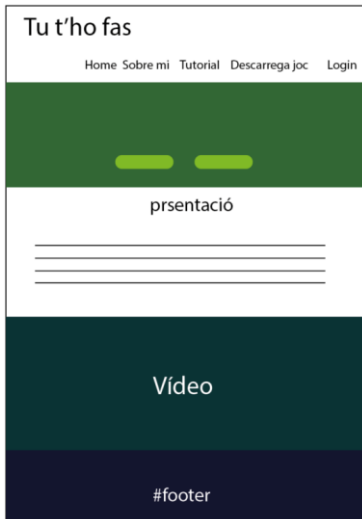 Tu t'ho fas
Home Sobre mi Tutorial Descarrega joc Login
prsentació
Vídeo
#footer